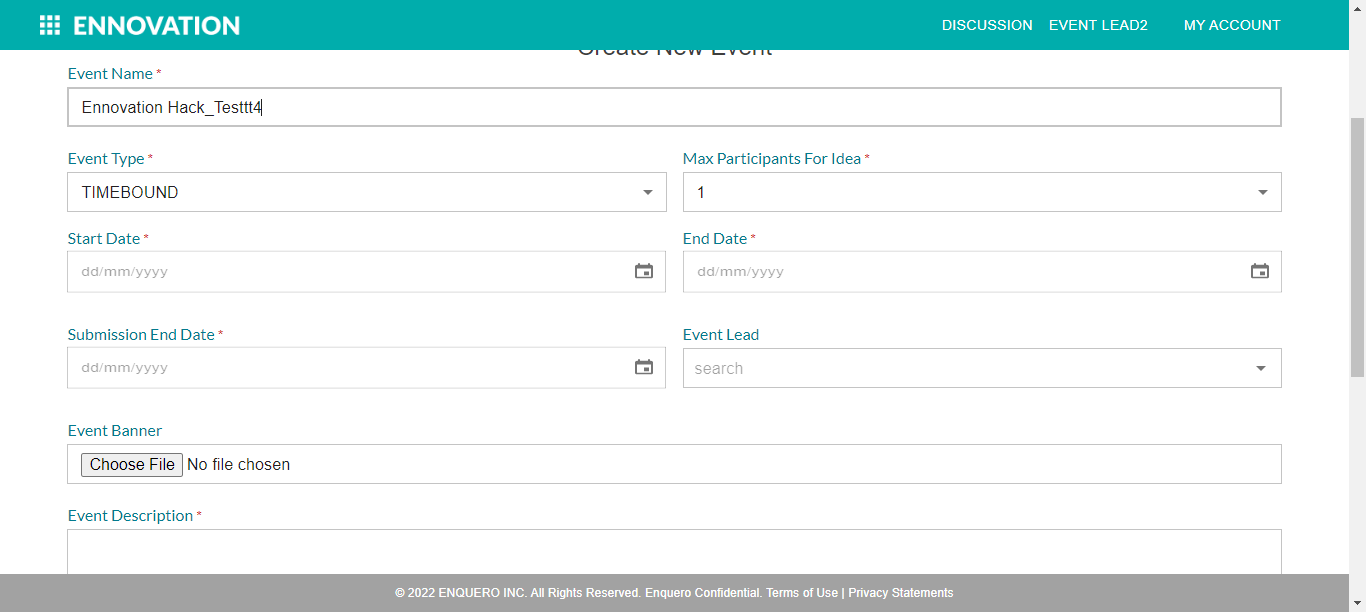 ENNOVATION
DISCUSSION EVENT LEAD2 MY ACCOUNT
Create New Event
Event Name *
Ennovation Hack_Testtt4
Event Type * Max Participants For Idea *
TIMEBOUND 1
Start Date * End Date *
dd/mm/yyyy dd/mm/yyyy
Submission End Date * Event Lead
dd/mm/yyyy search
Event Banner
Choose File No file chosen
Event Description *
© 2022 ENQUERO INC. All Rights Reserved. Enquero Confidential. Terms of Use | Privacy Statements